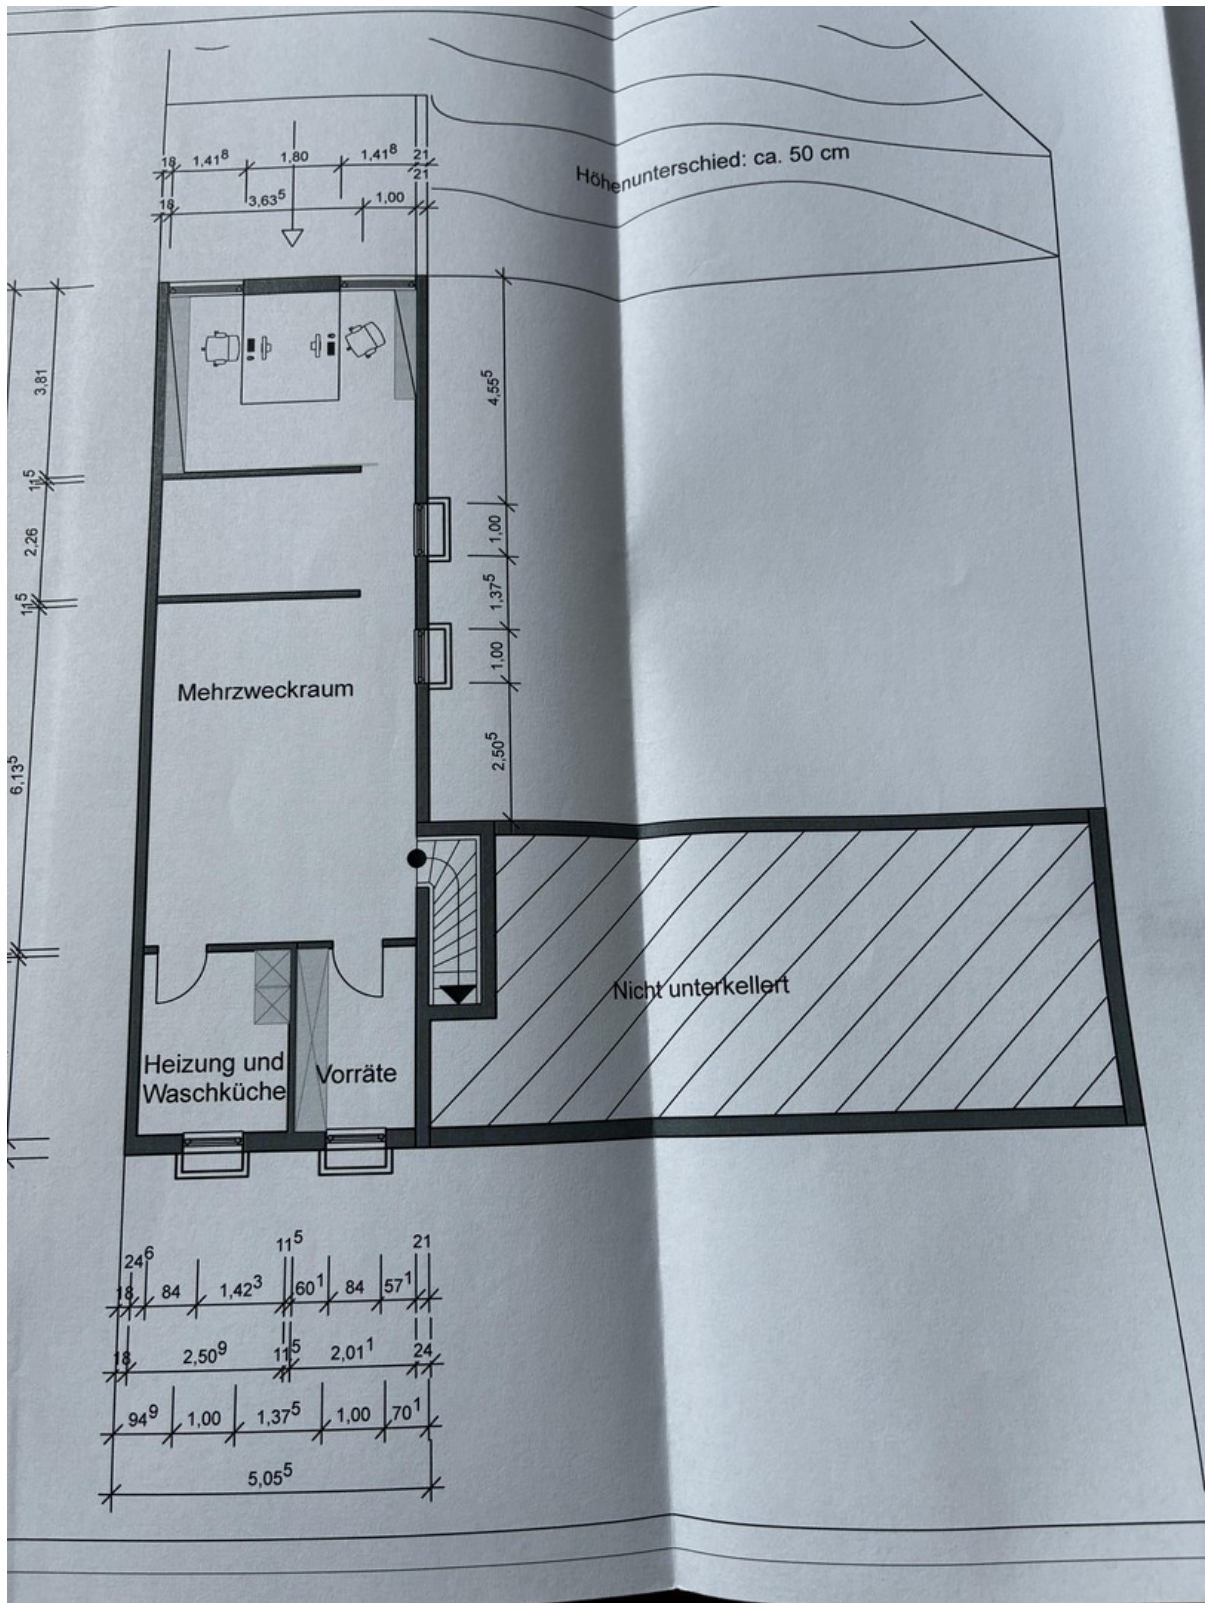 18 1,41⁸ 1,80 1,41⁸ 21
21
18 3,63⁵ 1,00
Höhenunterschied: ca. 50 cm
3,81
11⁵
2,26
11⁵
6,13⁵
4,55⁵
1,00
1,37⁵
1,00
2,50⁵
Mehrzweckraum
Nicht unterkellert
Heizung und
Waschküche
Vorräte
24⁶ 11⁵ 21
18 84 1,42³ 60¹ 84 57¹
18 2,50⁹ 11⁵ 2,01¹ 24
94⁹ 1,00 1,37⁵ 1,00 70¹
5,05⁵